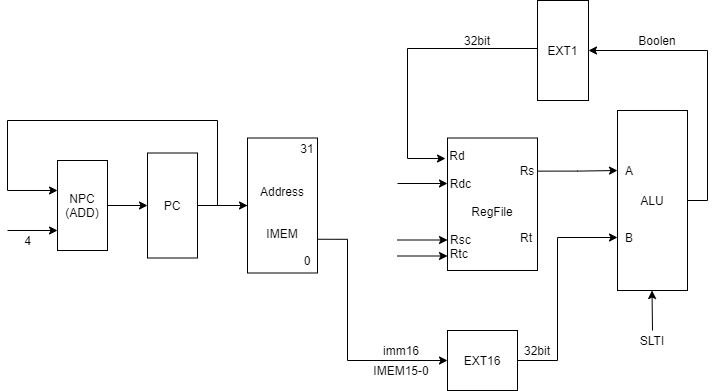 32bit
EXT1
Boolen
31
Address
IMEM
0
NPC
(ADD)
PC
4
Rd
Rdc
Rs
RegFile
Rsc
Rt
Rtc
A
ALU
B
SLTI
imm16
IMEM15-0
EXT16
32bit